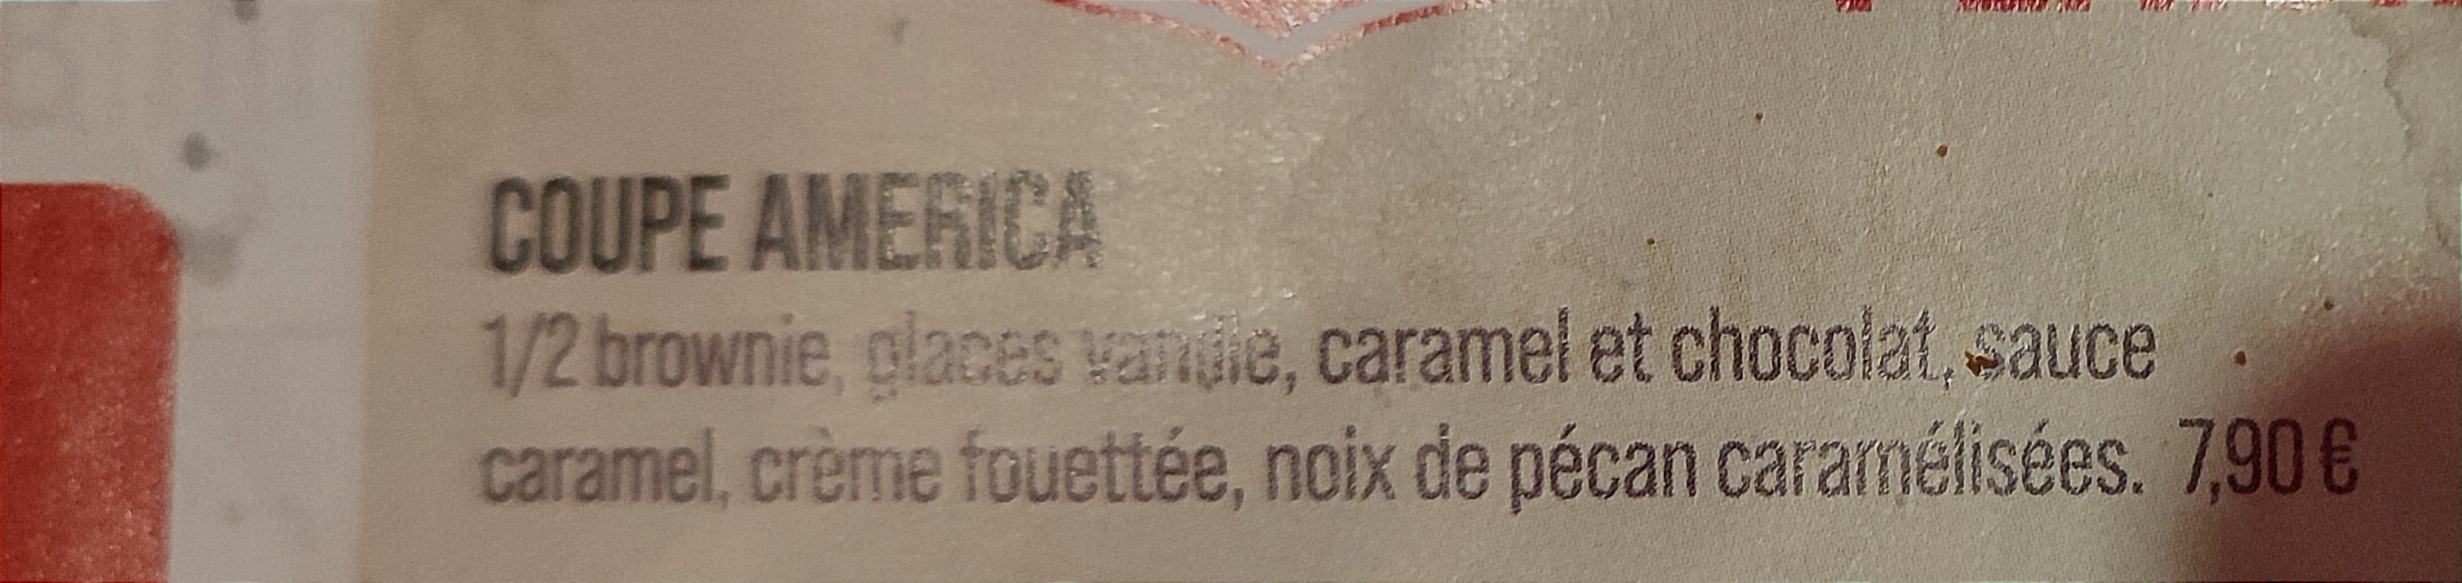 COUPE AMERICA
1/2 brownie, glaces vanille, caramel et chocolat, sauce
caramel, crème fouettée, noix de pécan caramélisées. 7,90 €